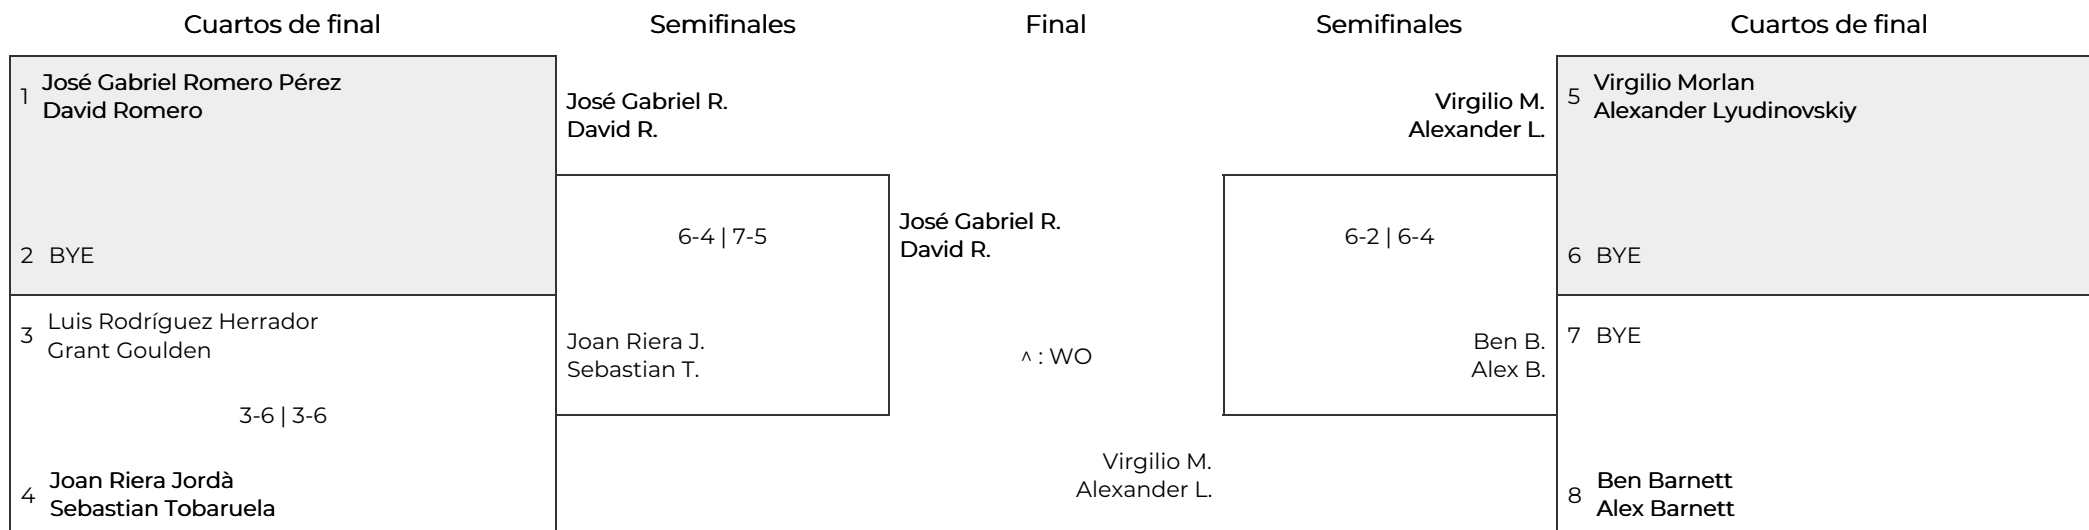 Cuartos de final
Semifinales
Final
Semifinales
Cuartos de final
1 José Gabriel Romero Pérez
David Romero
2 BYE
3 Luis Rodríguez Herrador
Grant Goulden
3-6 | 3-6
4 Joan Riera Jordà
Sebastian Tobaruela
José Gabriel R.
David R.
6-4 | 7-5
Joan Riera J.
Sebastian T.
José Gabriel R.
David R.
^ : WO
Virgilio M.
Alexander L.
Virgilio M.
Alexander L.
6-2 | 6-4
Ben B.
Alex B.
5 Virgilio Morlan
Alexander Lyudinovskiy
6 BYE
7 BYE
8 Ben Barnett
Alex Barnett